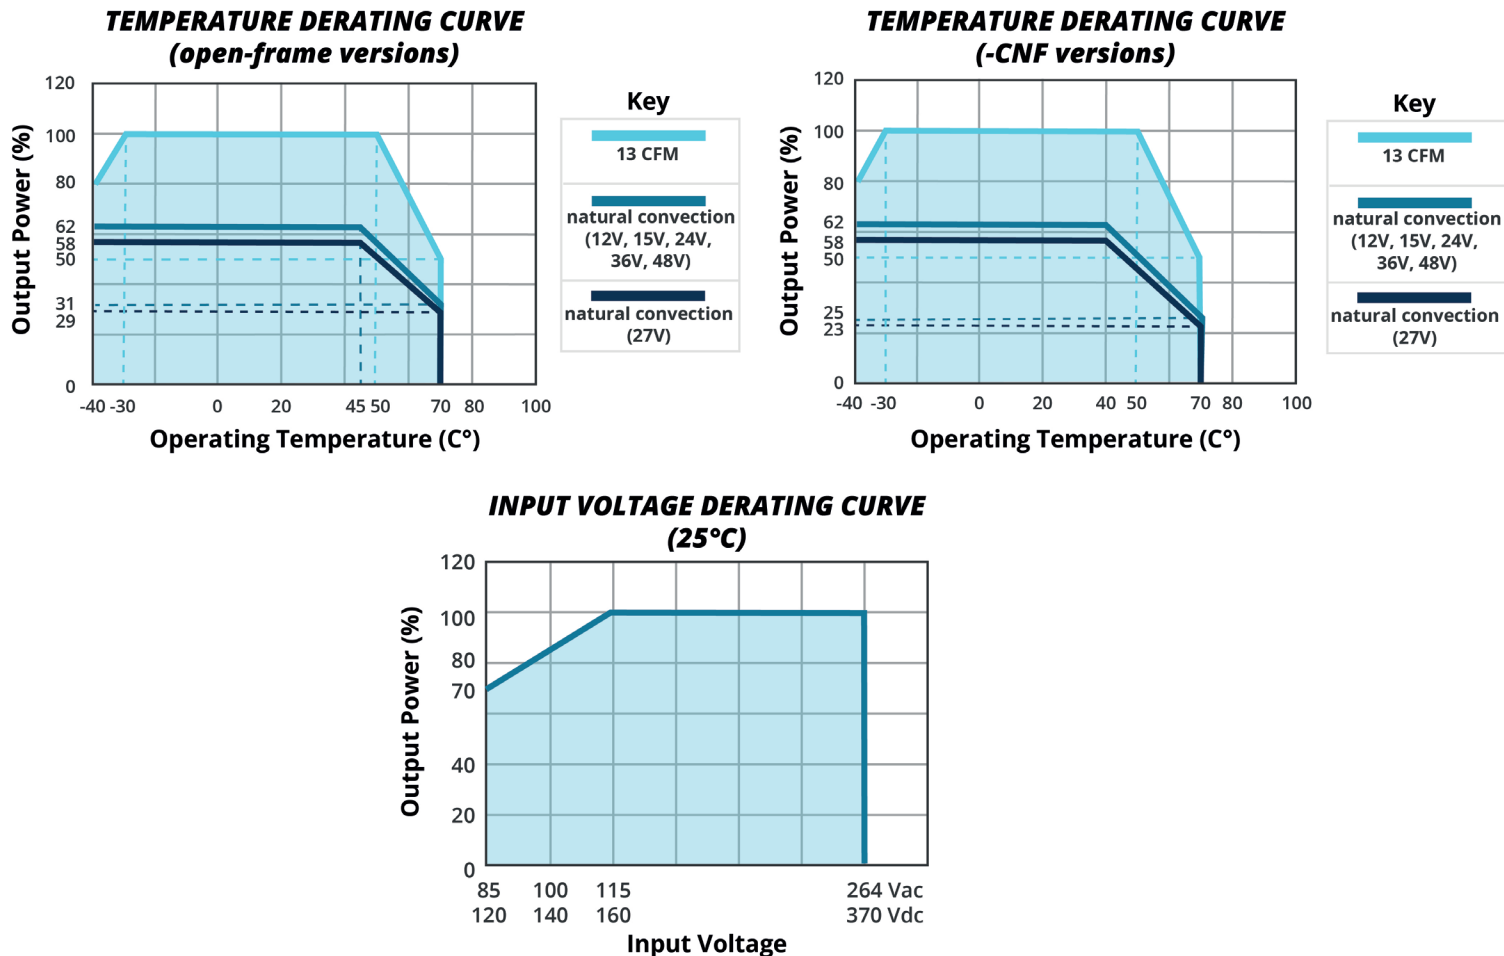 TEMPERATURE DERATING CURVE
(open-frame versions)
120
100
80
62
58
50
31
29
0
Output Power (%)
-40 -30 0 20 45 50 70 80 100
Operating Temperature (C°)
Key
13 CFM
natural convection
(12V, 15V, 24V,
36V, 48V)
natural convection
(27V)
TEMPERATURE DERATING CURVE
(-CNF versions)
120
100
80
62
58
50
25
23
0
Output Power (%)
-40 -30 0 20 40 50 70 80 100
Operating Temperature (C°)
Key
13 CFM
natural convection
(12V, 15V, 24V,
36V, 48V)
natural convection
(27V)
INPUT VOLTAGE DERATING CURVE
(25°C)
120
100
80
70
40
20
0
Output Power (%)
85 100 115 264 Vac
120 140 160 370 Vdc
Input Voltage